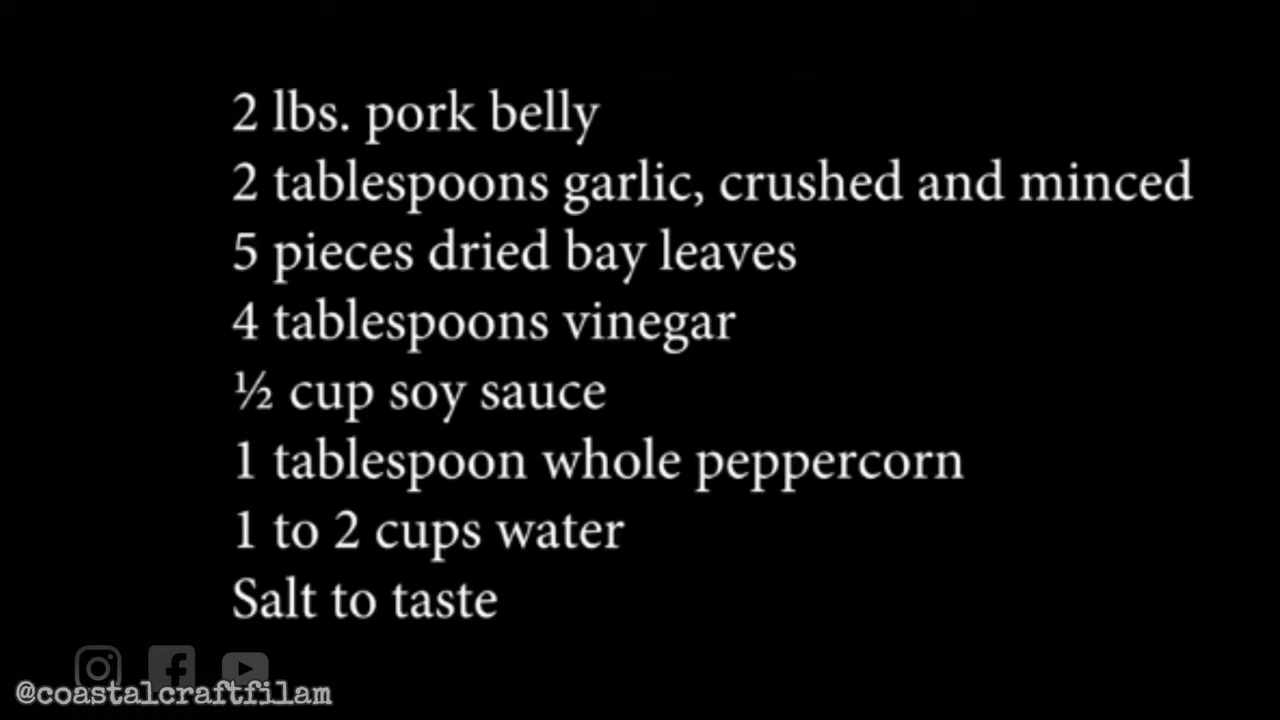 2 lbs. pork belly
2 tablespoons garlic, crushed and minced
5 pieces dried bay leaves
4 tablespoons vinegar
½ cup soy sauce
1 tablespoon whole peppercorn
1 to 2 cups water
Salt to taste
@coastalcraftfilam